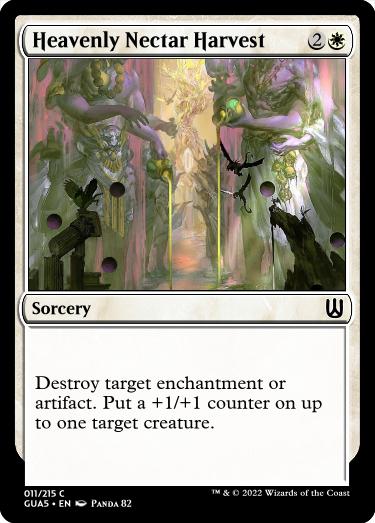 Heavenly Nectar Harvest 2
Sorcery
Destroy target enchantment or
artifact. Put a +1/+1 counter on up
to one target creature.
011/215 C
GUA5 • EN PANDA 82
™ & © 2022 Wizards of the Coast